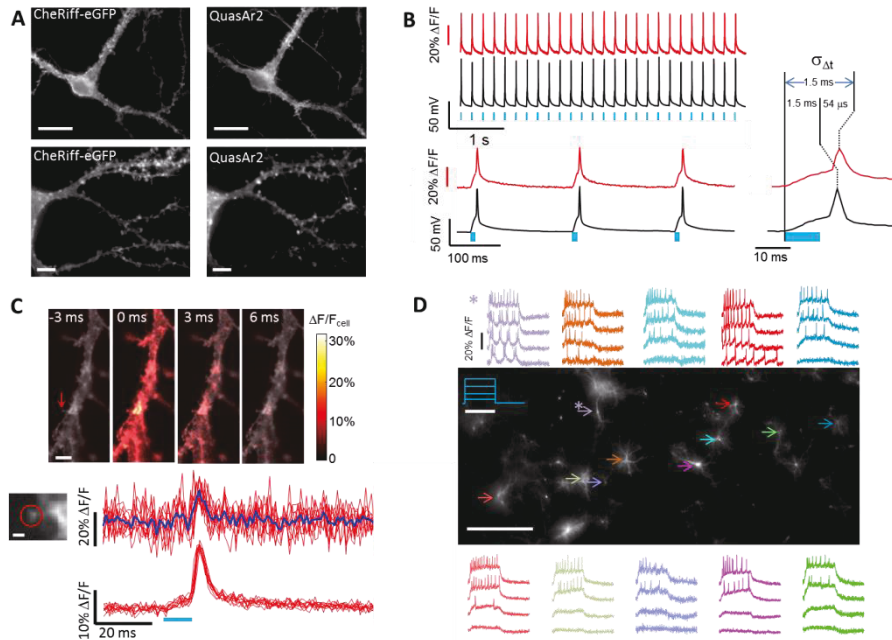 A
CheRiff-eGFP
QuasAr2
CheRiff-eGFP
QuasAr2
B
20% ΔF/F
50 mV
1 s
20% ΔF/F
50 mV
100 ms
σΔt
1.5 ms
1.5 ms 54 µs
10 ms
C
-3 ms
0 ms
3 ms
6 ms
ΔF/Fcell
30%
20%
10%
0
20% ΔF/F
10% ΔF/F
20 ms
D
*
20% ΔF/F
*